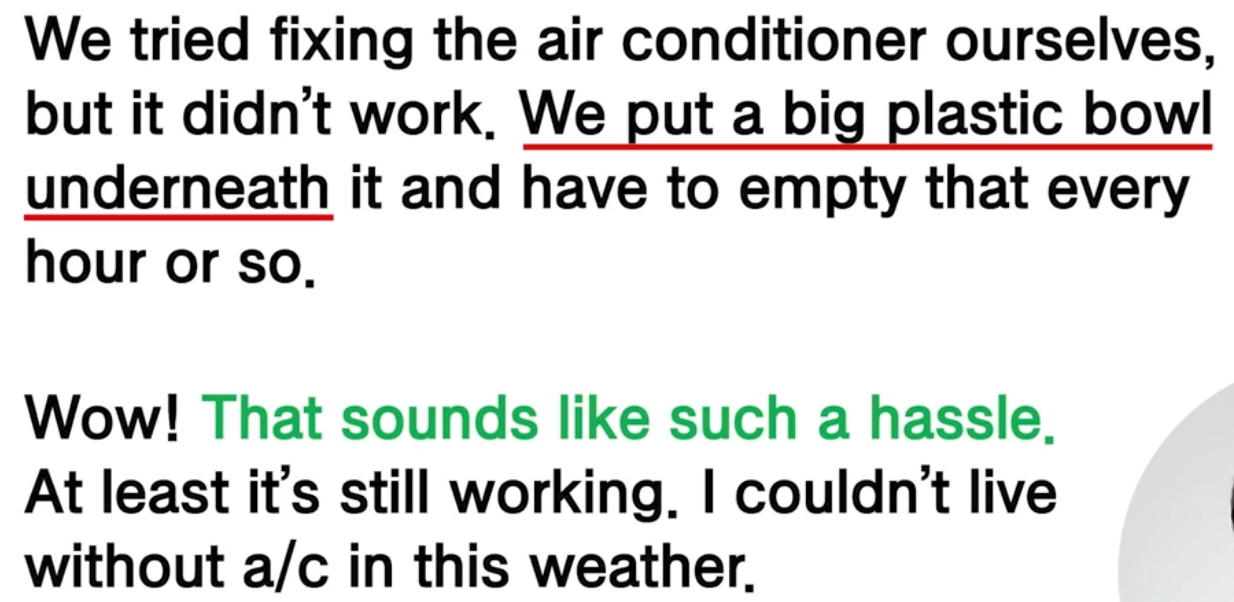 We tried fixing the air conditioner ourselves,
but it didn't work. We put a big plastic bowl
underneath it and have to empty that every
hour or so.
Wow! That sounds like such a hassle.
At least it's still working. I couldn't live
without a/c in this weather.